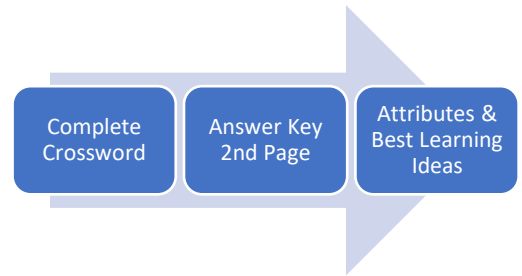 Complete
Crossword
Answer Key
2nd Page
Attributes &
Best Learning
Ideas